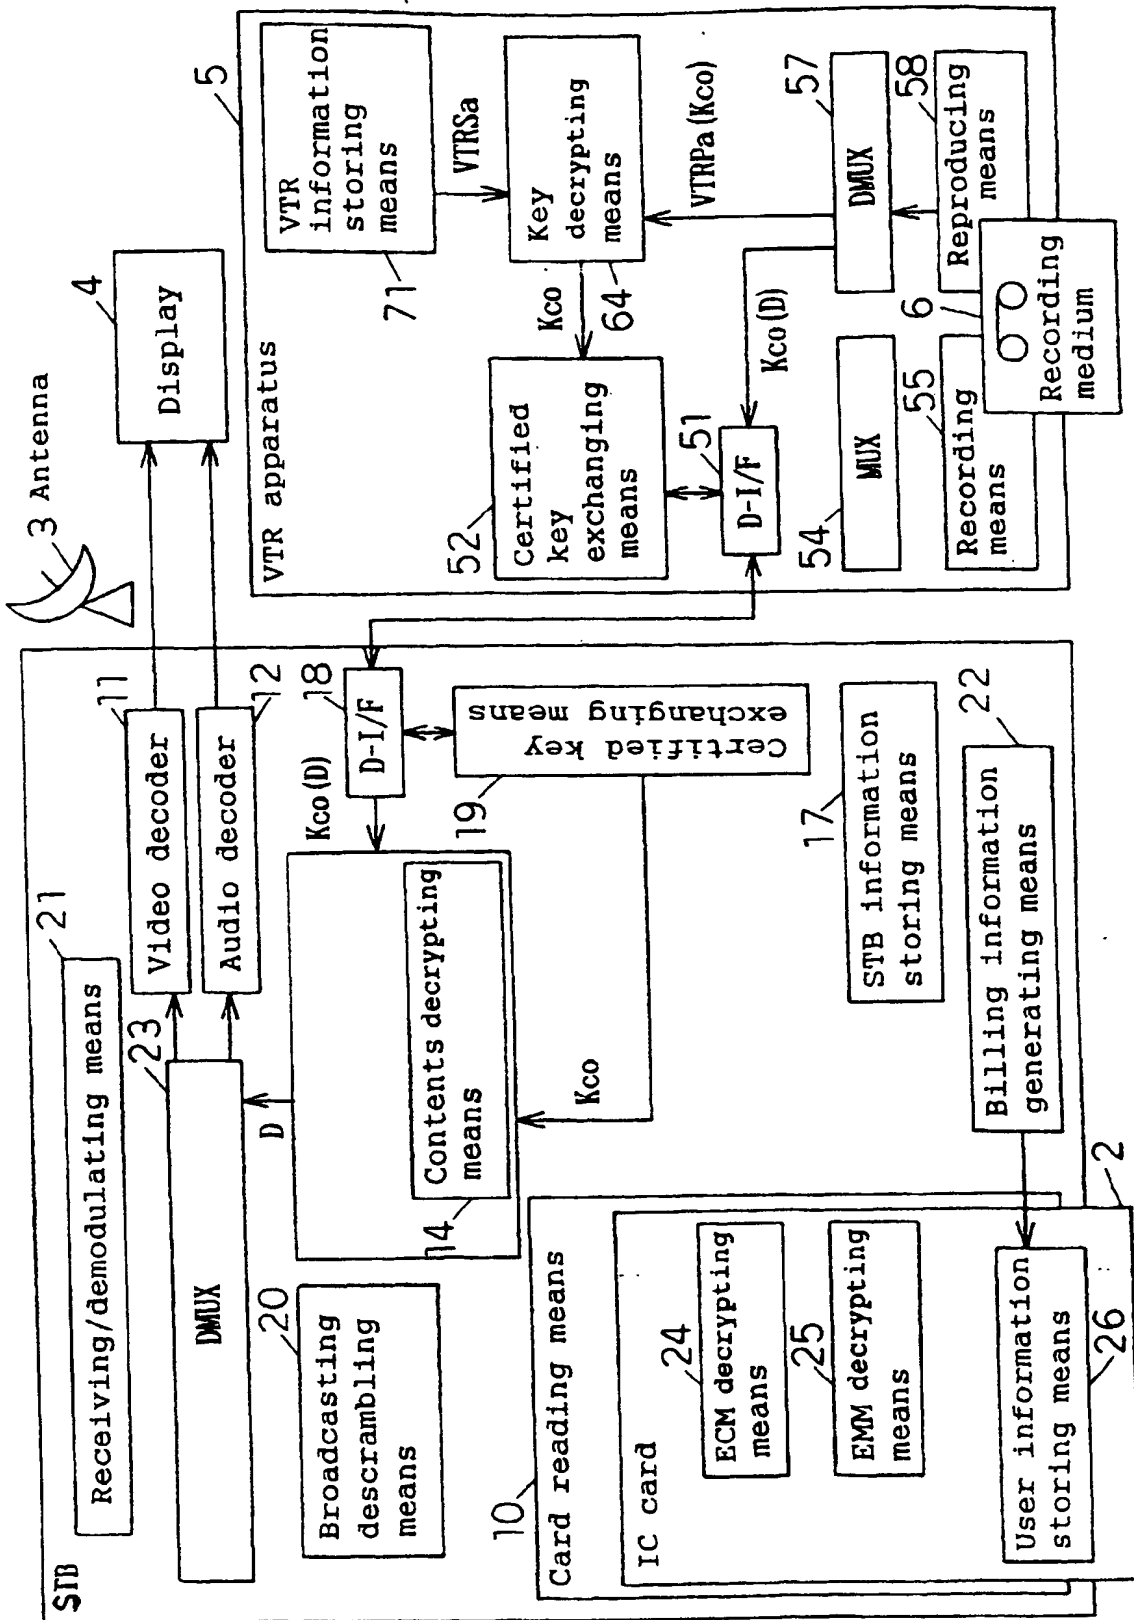 STB
Receiving/demodulating means
21
DMUX
23
Video decoder
11
Audio decoder
12
3 Antenna
Display
4
Broadcasting
descrambling
means
20
D
Contents decrypting
means
14
Kco(D)
D-I/F
18
Certified key
exchanging means
19
Kco
Card reading means
10
IC card
2
ECM decrypting
means
24
EMM decrypting
means
25
User information
storing means
26
STB information
storing means
17
Billing information
generating means
22
VTR apparatus
5
VTR
information
storing
means
71
VTRSa
Key
decrypting
means
64
Kco
Certified
key
exchanging
means
52
VTRPa(Kco)
D-I/F
51
Kco(D)
DMUX
57
MUX
54
Recording
means
55
Reproducing
means
58
Recording
medium
6